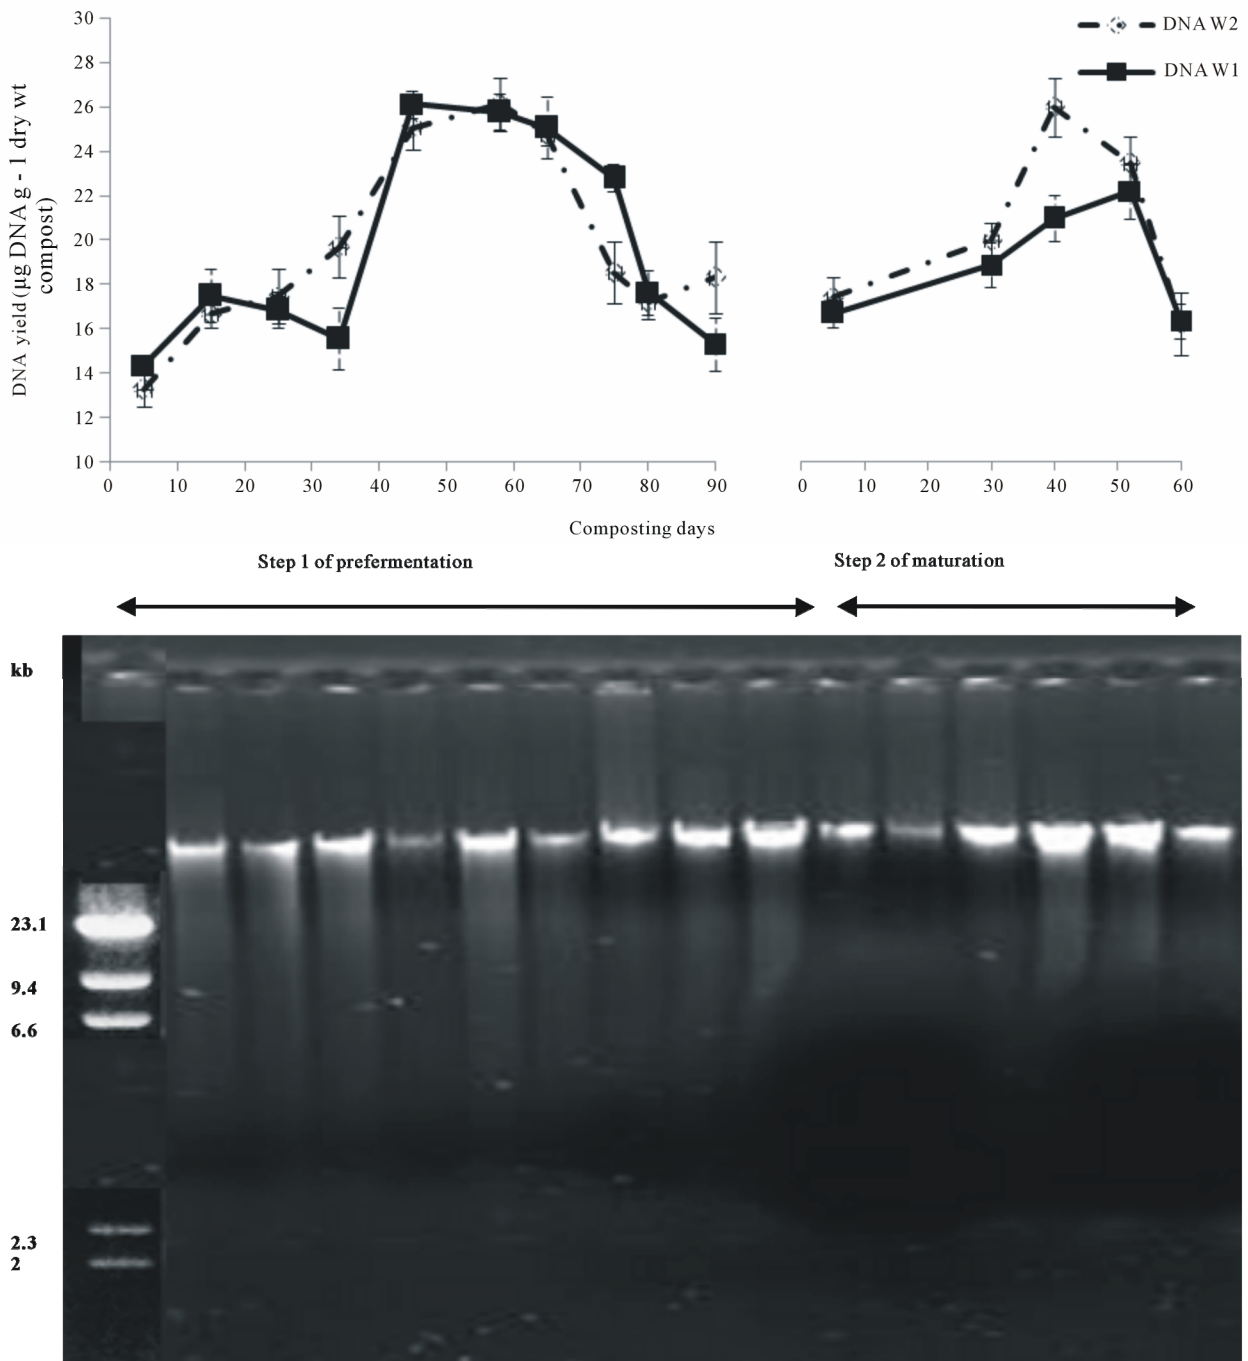 30
28
26
24
22
20
18
16
14
12
10
DNA yield (µg DNA g - 1 dry wt
compost)
DNA W2
DNA W1
0 10 20 30 40 50 60 70 80 90
0 10 20 30 40 50 60
Composting days
Step 1 of prefermentation
Step 2 of maturation
kb
23.1
9.4
6.6
2.3
2